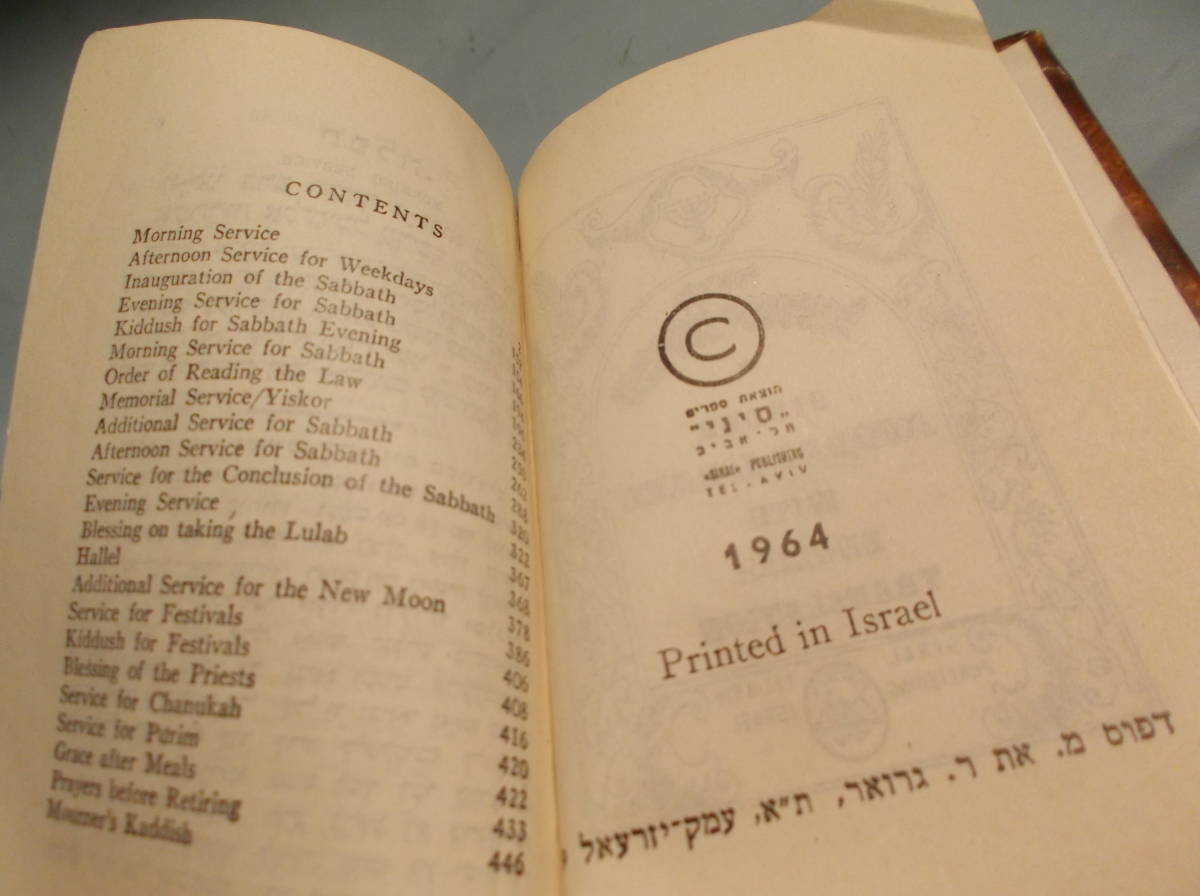 CONTENTS
Morning Service
Afternoon Service for Weekdays
Inauguration of the Sabbath
Evening Service for Sabbath
Kiddush for Sabbath Evening
Morning Service for Sabbath
Order of Reading the Law
Memorial Service/Yiskor
Additional Service for Sabbath 262
Afternoon Service for Sabbath 288
Service for the Conclusion of the Sabbath 320
Evening Service 322
Blessing on taking the Lulab 367
Hallel 368
Additional Service for the New Moon 378
Service for Festivals 386
Kiddush for Festivals 406
Blessing of the Priests 408
Service for Chanukah 416
Service for Purim 420
Grace after Meals 422
Prayers before Retiring 433
Mourner's Kaddish 446
©
הוצאת ספרים
„סיני"
תל־אביב
«SINAI» PUBLISHING
TEL-AVIV
1964
Printed in Israel
דפוס מ. את ר. גרואר, ת"א, עמק־יזרעאל